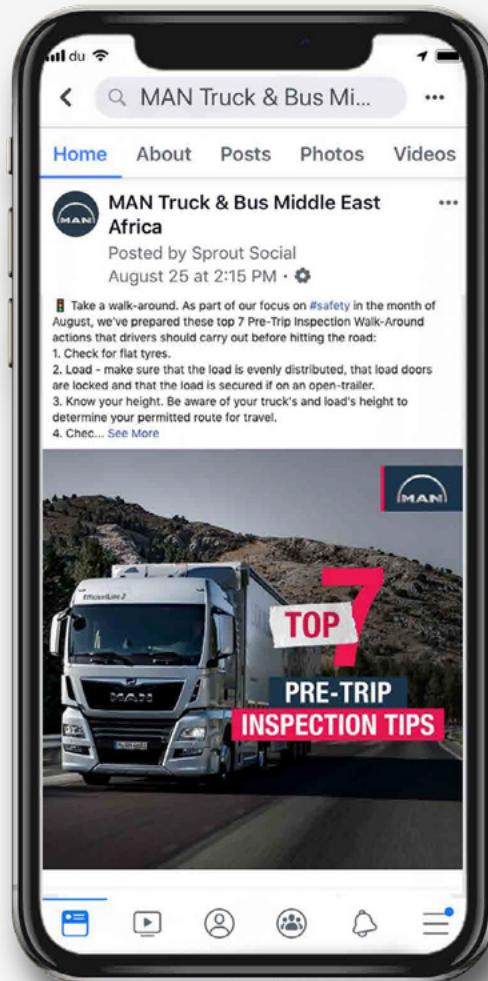 du
MAN Truck & Bus Mi...
Home About Posts Photos Videos
MAN
MAN Truck & Bus Middle East
Africa
Posted by Sprout Social
August 25 at 2:15 PM ·
Take a walk-around. As part of our focus on #safety in the month of
August, we've prepared these top 7 Pre-Trip Inspection Walk-Around
actions that drivers should carry out before hitting the road:
1. Check for flat tyres.
2. Load - make sure that the load is evenly distributed, that load doors
are locked and that the load is secured if on an open-trailer.
3. Know your height. Be aware of your truck's and load's height to
determine your permitted route for travel.
4. Chec... See More
MAN
EfficientLine 2
MAN
TOP 7
PRE-TRIP
INSPECTION TIPS